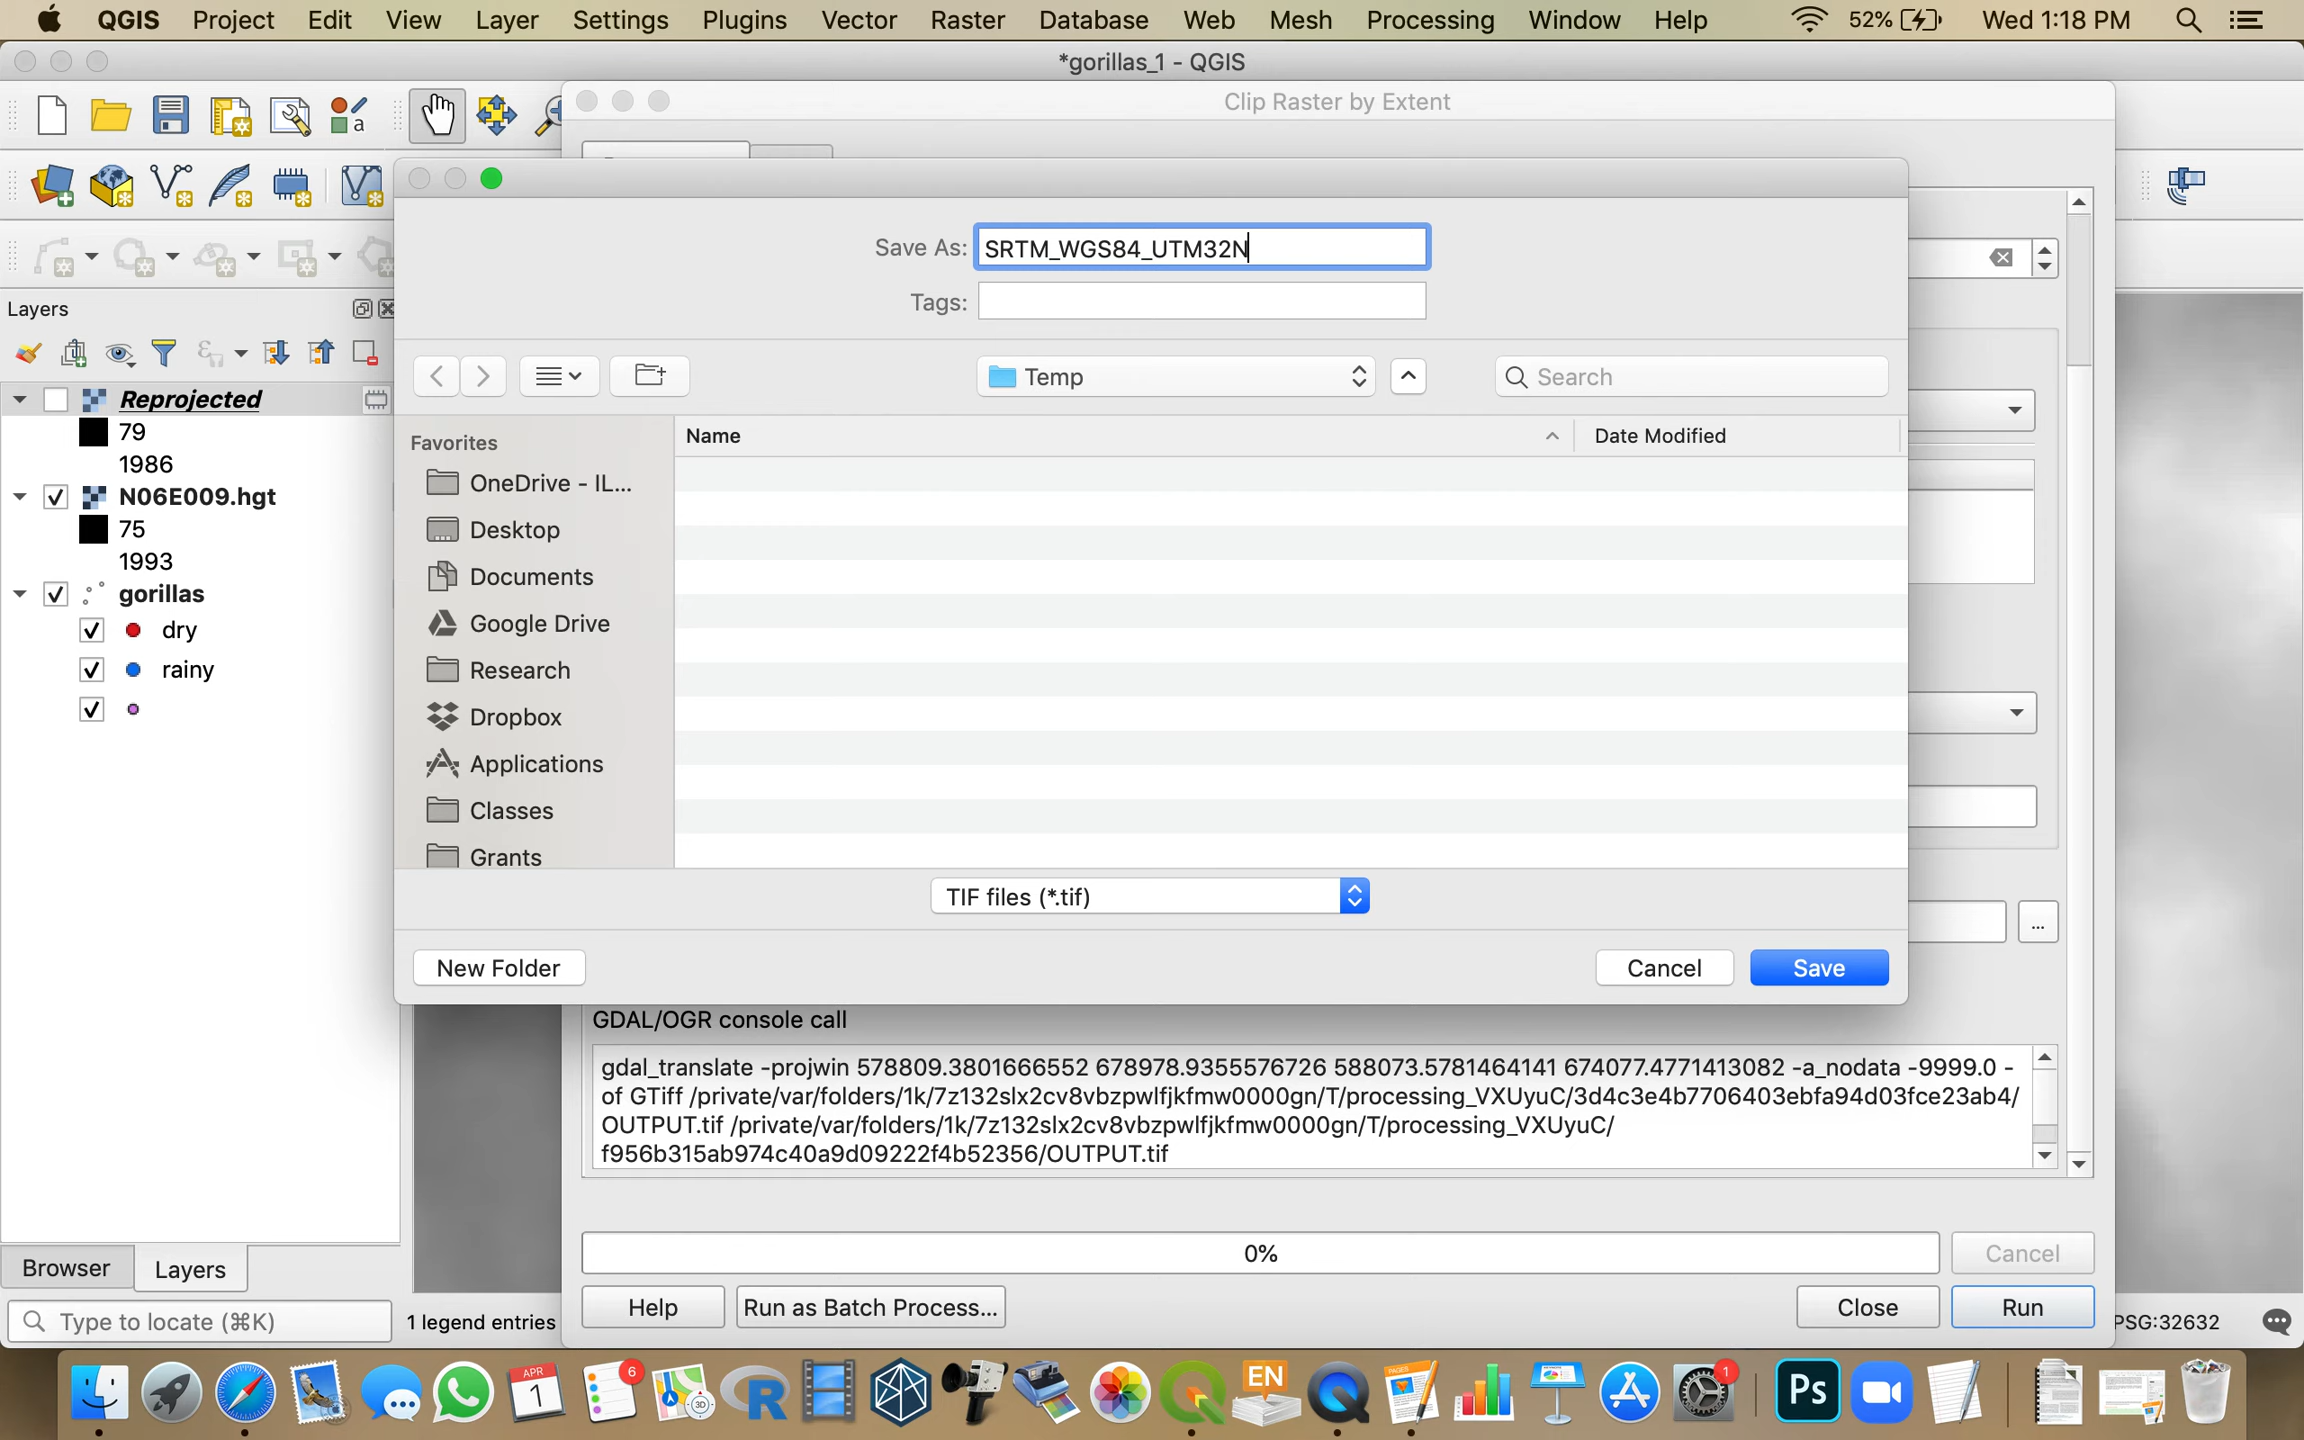 QGIS Project Edit View Layer Settings Plugins Vector Raster Database Web Mesh Processing Window Help 52% Wed 1:18 PM
*gorillas_1 - QGIS
Clip Raster by Extent
Save As: SRTM_WGS84_UTM32N
Tags:
Layers
Temp
Search
Reprojected
79
1986
N06E009.hgt
75
1993
gorillas
dry
rainy
Favorites
OneDrive - IL...
Desktop
Documents
Google Drive
Research
Dropbox
Applications
Classes
Grants
Name
Date Modified
TIF files (*.tif)
New Folder
Cancel
Save
...
GDAL/OGR console call
gdal_translate -projwin 578809.3801666552 678978.9355576726 588073.5781464141 674077.4771413082 -a_nodata -9999.0 -
of GTiff /private/var/folders/1k/7z132slx2cv8vbzpwlfjkfmw0000gn/T/processing_VXUyuC/3d4c3e4b7706403ebfa94d03fce23ab4/
OUTPUT.tif /private/var/folders/1k/7z132slx2cv8vbzpwlfjkfmw0000gn/T/processing_VXUyuC/
f956b315ab974c40a9d09222f4b52356/OUTPUT.tif
0%
Cancel
Browser
Layers
Help
Run as Batch Process...
Close
Run
Type to locate (⌘K)
1 legend entries
PSG:32632
APR
1
6
3D
R
EN
PAGES
1
Ps